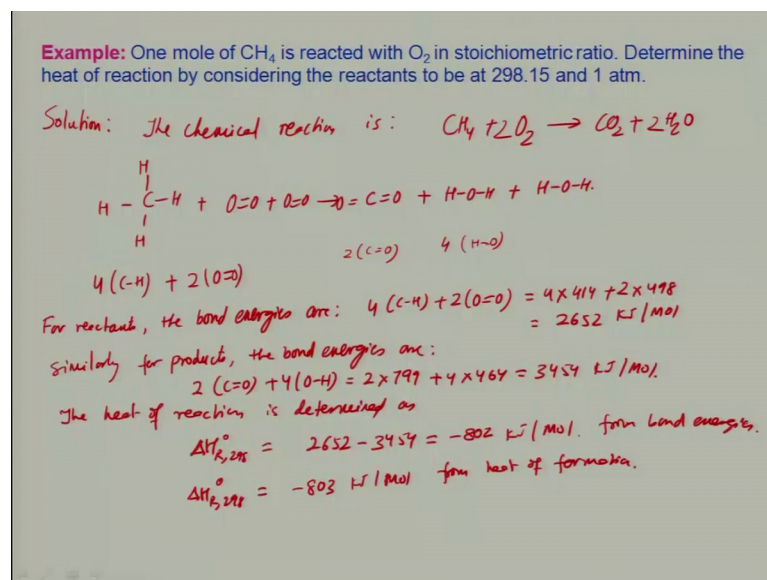 Example: One mole of CH₄ is reacted with O₂ in stoichiometric ratio. Determine the
heat of reaction by considering the reactants to be at 298.15 and 1 atm.
Solution: The chemical reaction is: CH₄ + 2O₂ → CO₂ + 2H₂O
H
|
H - C - H + O=O + O=O → O = C = O + H-O-H + H-O-H.
|
H
2(C=O) 4(H-O)
4(C-H) + 2(O=O)
For reactants, the bond energies are: 4(C-H) + 2(O=O) = 4 x 414 + 2 x 498
= 2652 KJ/Mol
Similarly for products, the bond energies are:
2(C=O) + 4(O-H) = 2 x 799 + 4 x 464 = 3454 KJ/Mol.
The heat of reaction is determined as
ΔH°R,298 = 2652 - 3454 = -802 KJ/Mol. from bond energies.
ΔH°R,298 = -803 KJ/Mol from heat of formation.